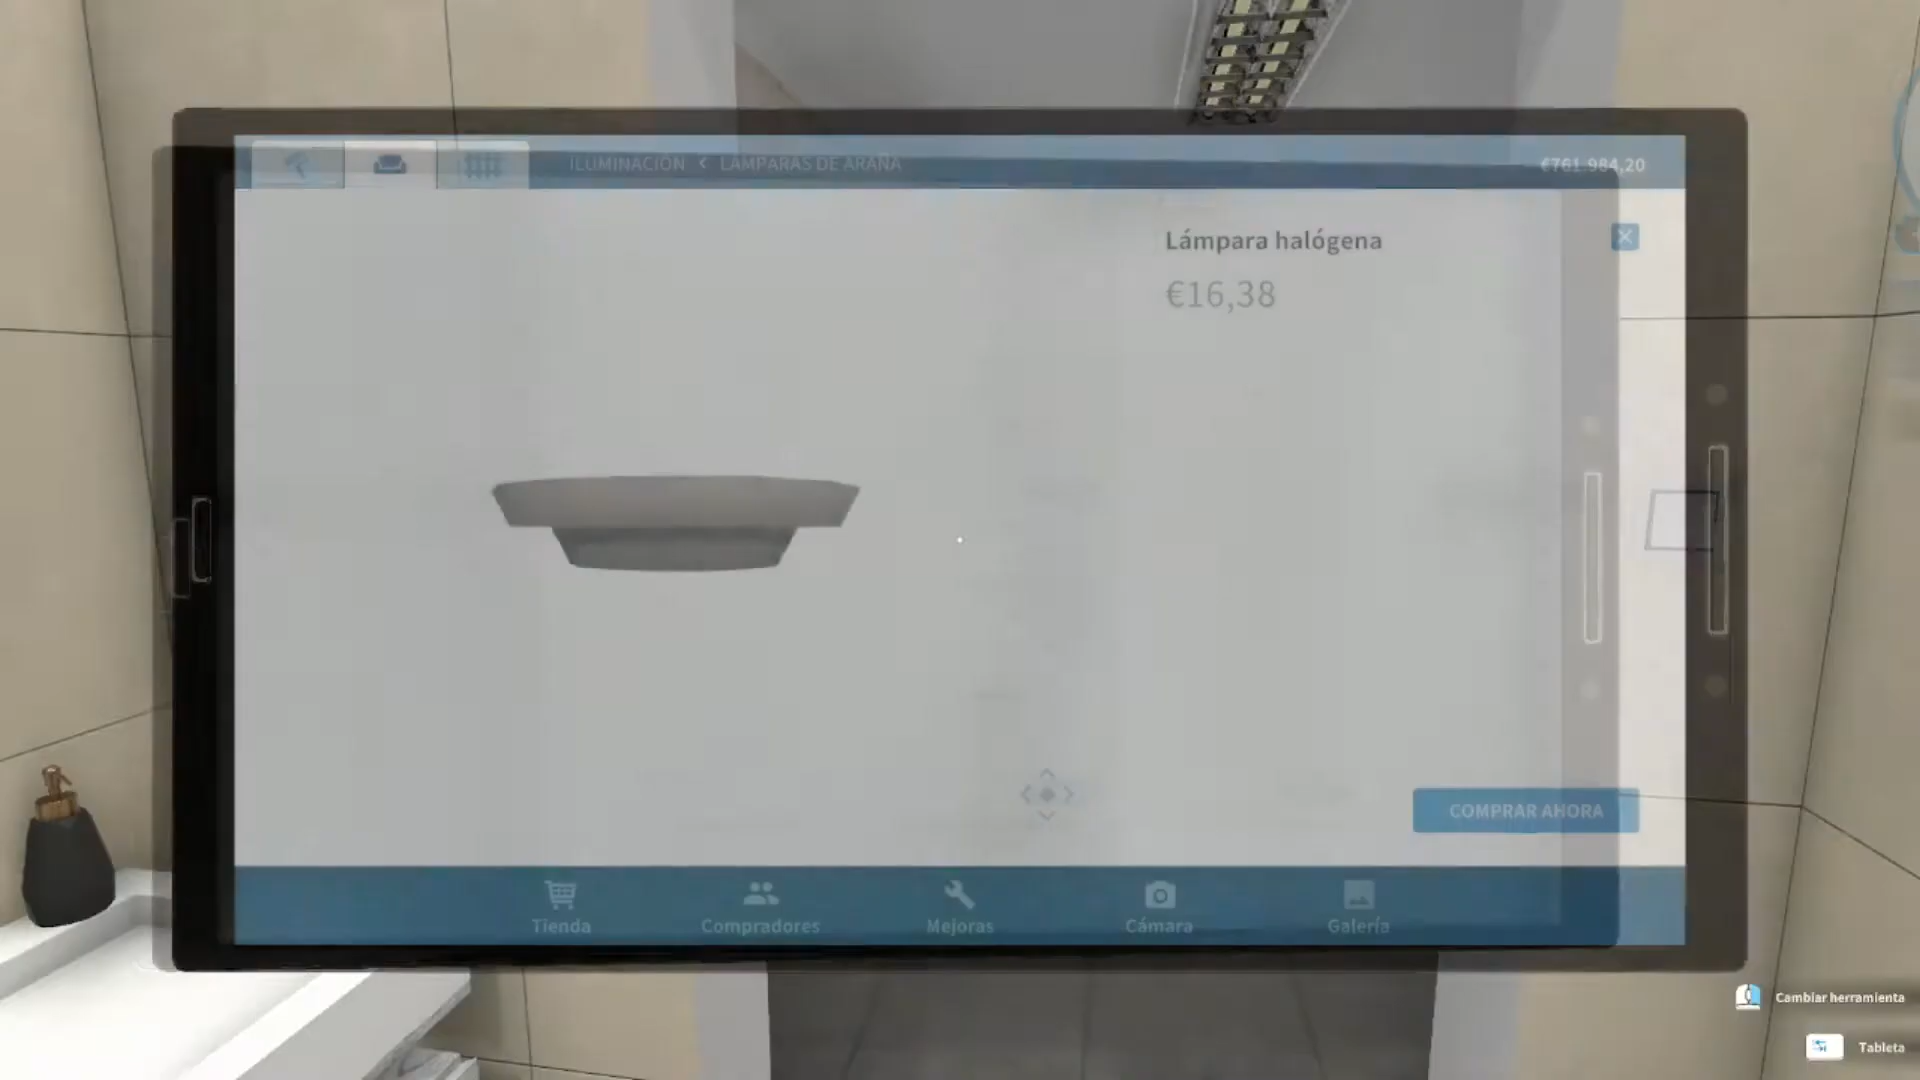 ILUMINACIÓN < LÁMPARAS DE ARAÑA
€761.984,20
Lámpara halógena
€16,38
COMPRAR AHORA
Tienda
Compradores
Mejoras
Cámara
Galería
Cambiar herramienta
Tableta